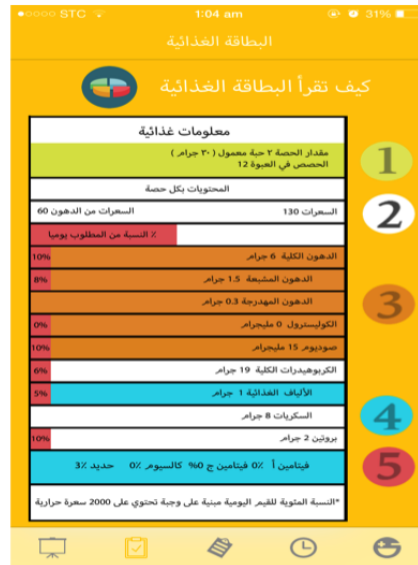 STC 1:04 am 31%
البطاقة الغذائية
كيف تقرأ البطاقة الغذائية
معلومات غذائية
مقدار الحصة ٢ حبة معمول ( ٣٠ جرام )
الحصص في العبوة 12
1
المحتويات بكل حصة
السعرات 130 السعرات من الدهون 60
2
٪ النسبة من المطلوب يوميا
الدهون الكلية 6 جرام 10%
الدهون المشبعة 1.5 جرام 8%
الدهون المهدرجة 0.3 جرام
3
الكوليسترول 0 مليجرام 0%
صوديوم 15 مليجرام 10%
الكربوهيدرات الكلية 19 جرام 6%
الألياف الغذائية 1 جرام 5%
4
السكريات 8 جرام
بروتين 2 جرام 10%
فيتامين أ 0٪ فيتامين ج 0% كالسيوم 0٪ حديد 3٪
5
*النسبة المئوية للقيم اليومية مبنية على وجبة تحتوي على 2000 سعرة حرارية